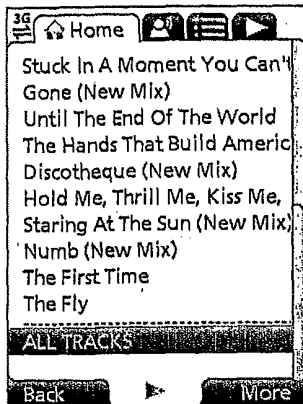 3G Home
Stuck In A Moment You Can't
Gone (New Mix)
Until The End Of The World
The Hands That Build Americ
Discotheque (New Mix)
Hold Me, Thrill Me, Kiss Me,
Staring At The Sun (New Mix)
Numb (New Mix)
The First Time
The Fly
ALL TRACKS
Back More